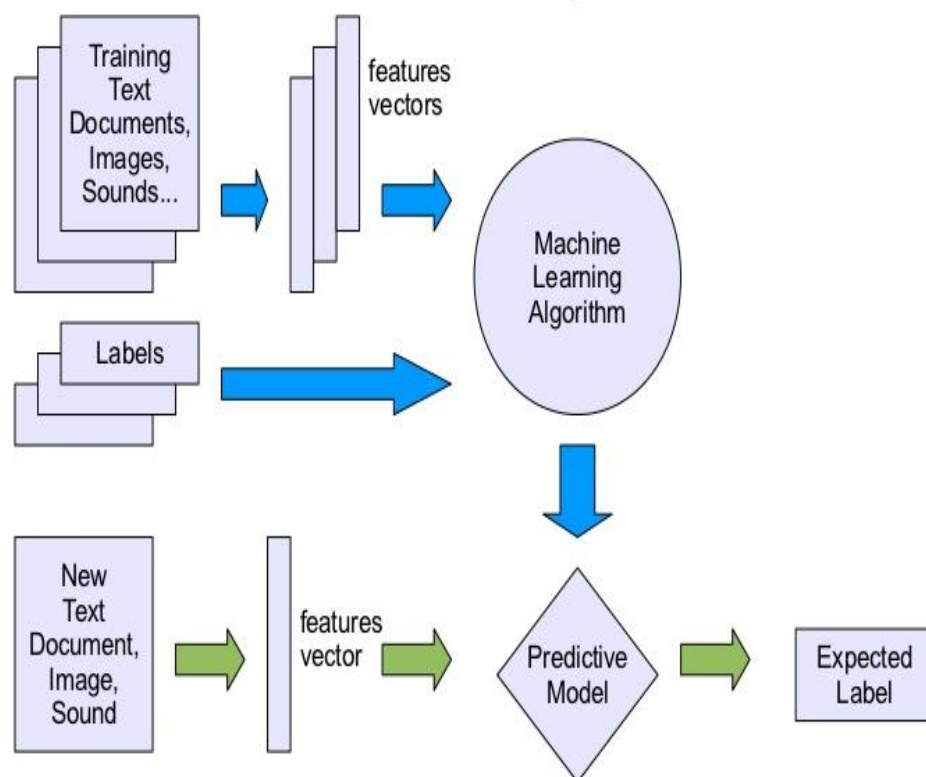 Training
Text
Documents,
Images,
Sounds...
features
vectors
Machine
Learning
Algorithm
Labels
New
Text
Document,
Image,
Sound
features
vector
Predictive
Model
Expected
Label